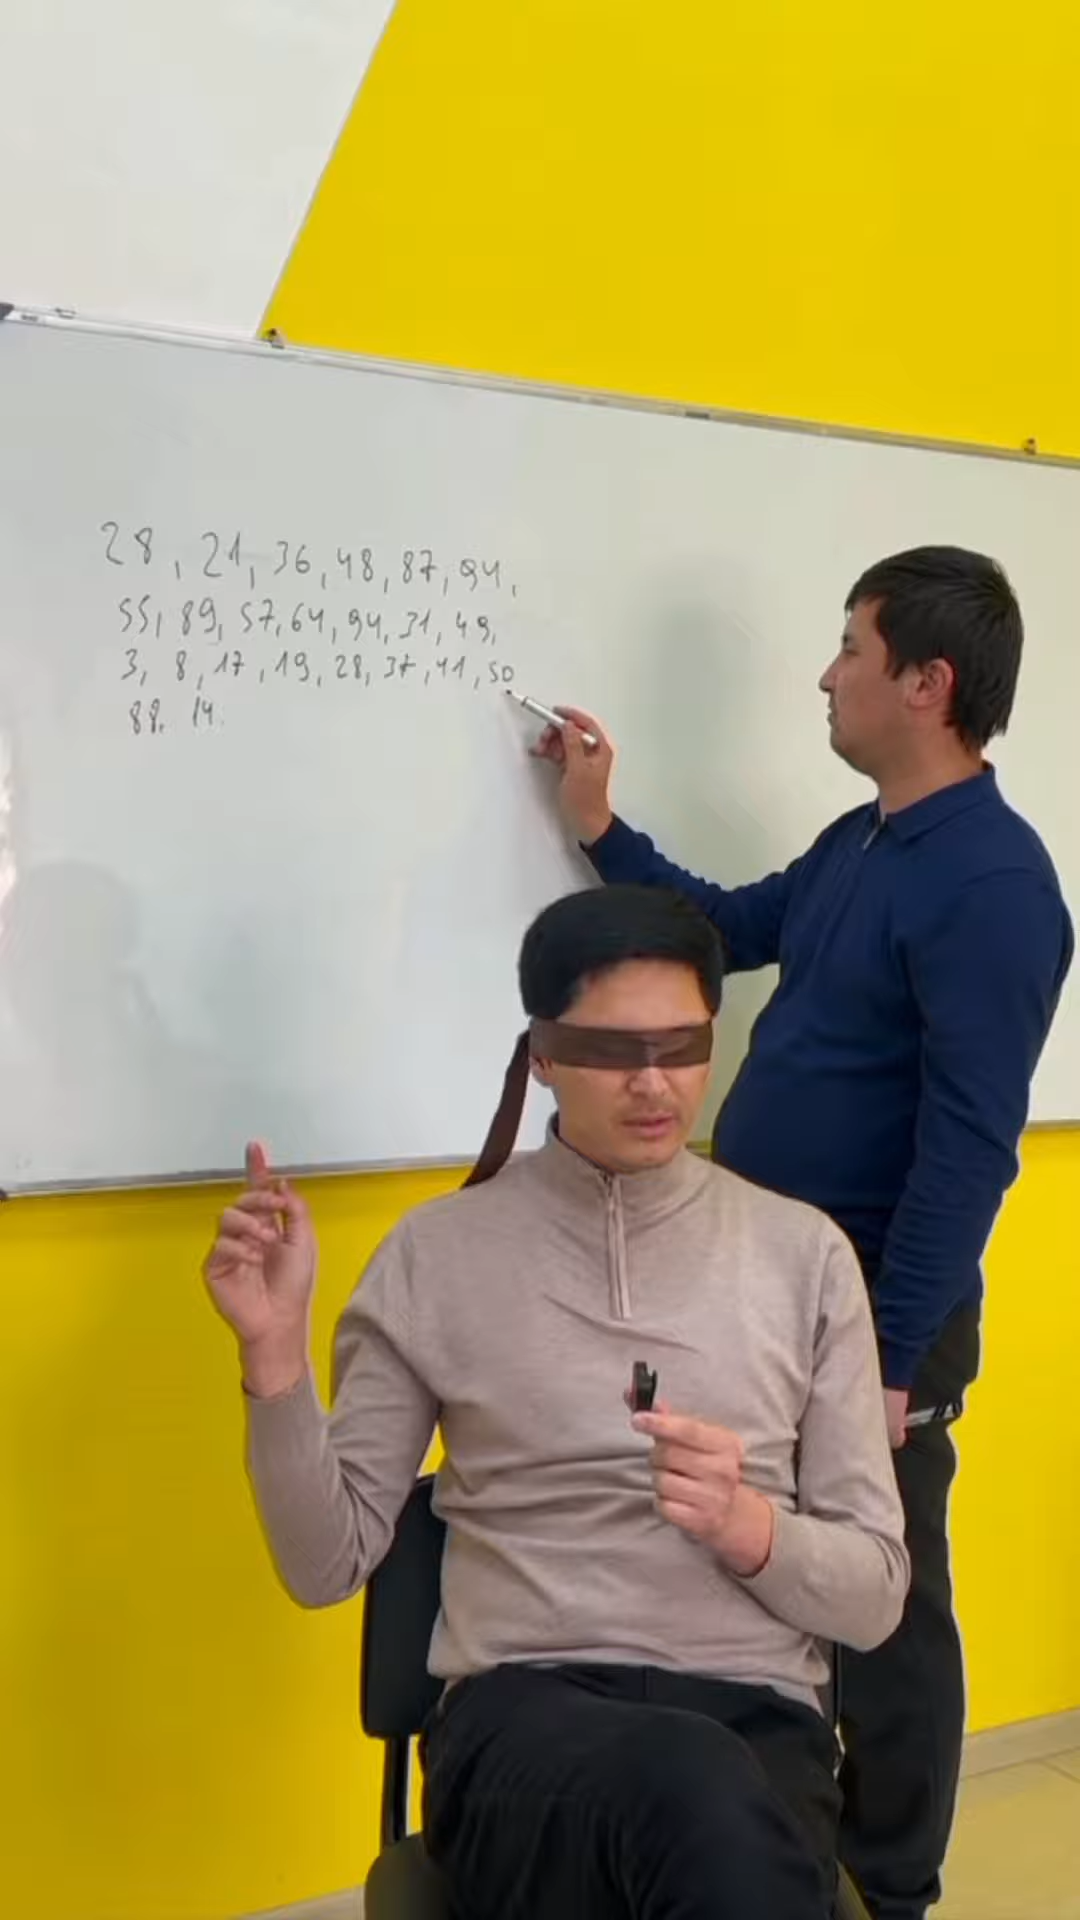 28, 21, 36, 48, 87, 94,
55, 89, 57, 64, 94, 31, 49,
3, 8, 17, 19, 28, 37, 41, 50
88. 14.